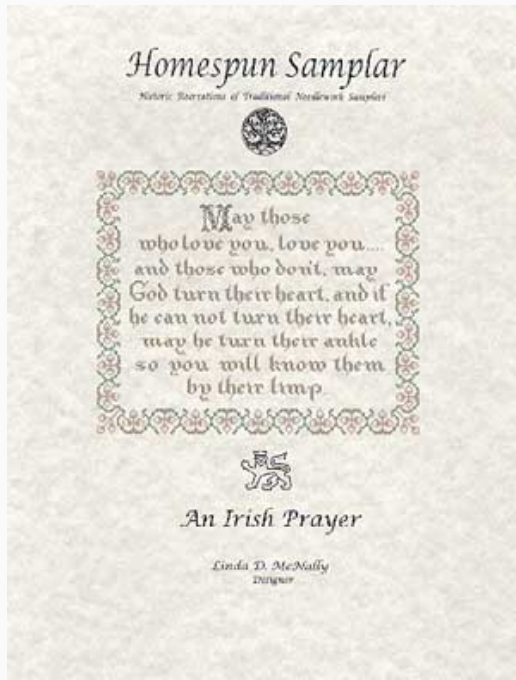 Homespun Samplar
Historic Recreations of Traditional Needlework Samplers
May those
who love you, love you....
and those who don't, may
God turn their heart, and if
he can not turn their heart,
may he turn their ankle
so you will know them
by their limp.
An Irish Prayer
Linda D. McNally
Designer